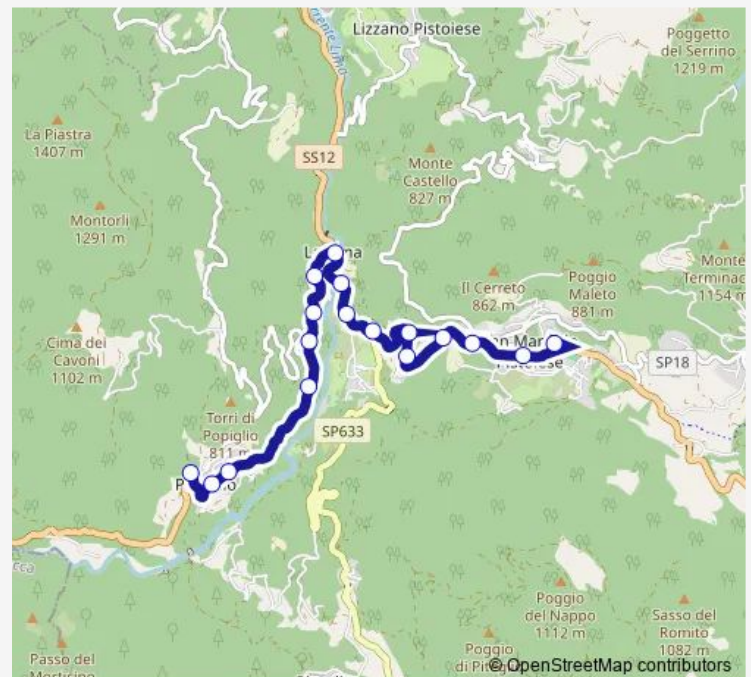 Lizzano Pistoiese
Poggetto
del Serrino
1219 m
La Piastra
1407 m
SS12
Monte
Castello
827 m
Montorli
1291 m
Il Cerreto
862 m
Poggio
Maleto
881 m
Monte
1154 m
Cima dei
Cavoni
1102 m
SP18
Torri di
Popiglio
811 m
SP633
Poggio
del Nappo
1112 m
Sasso del
Romito
1082 m
Passo del
Poggio
© OpenStreetMap contributors